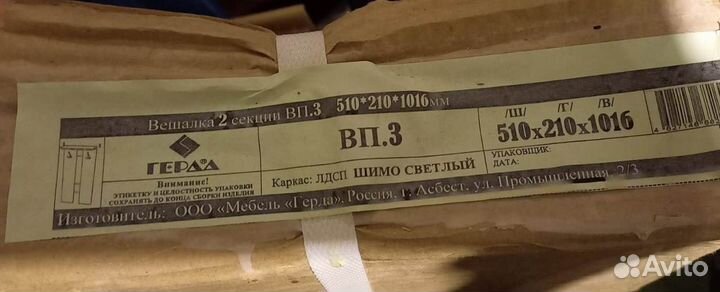 Вешалка 2 секции ВП.3 510*210*1016мм
ГЕРДА
Внимание!
ЭТИКЕТКУ И ЦЕЛОСТНОСТЬ УПАКОВКИ
СОХРАНЯТЬ ДО КОНЦА СБОРКИ ИЗДЕЛИЯ
ВП.3
Каркас: ЛДСП ШИМО СВЕТЛЫЙ
/Ш/ /Г/ /В/
510х210х1016
УПАКОВЩИК:
ДАТА:
Изготовитель: ООО «Мебель «Герда», Россия, г. Асбест, ул. Промышленная, 2/3
Avito